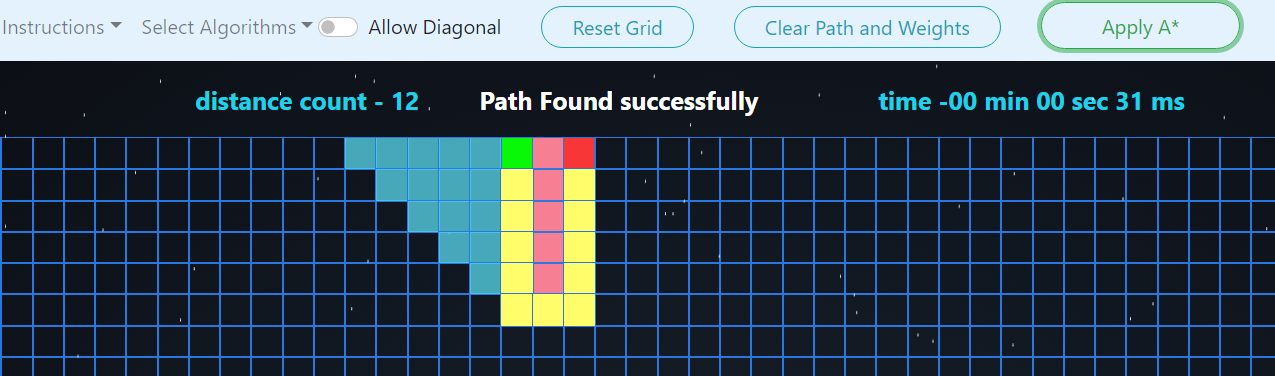 Instructions Select Algorithms Allow Diagonal Reset Grid Clear Path and Weights Apply A*
distance count - 12 Path Found successfully time -00 min 00 sec 31 ms